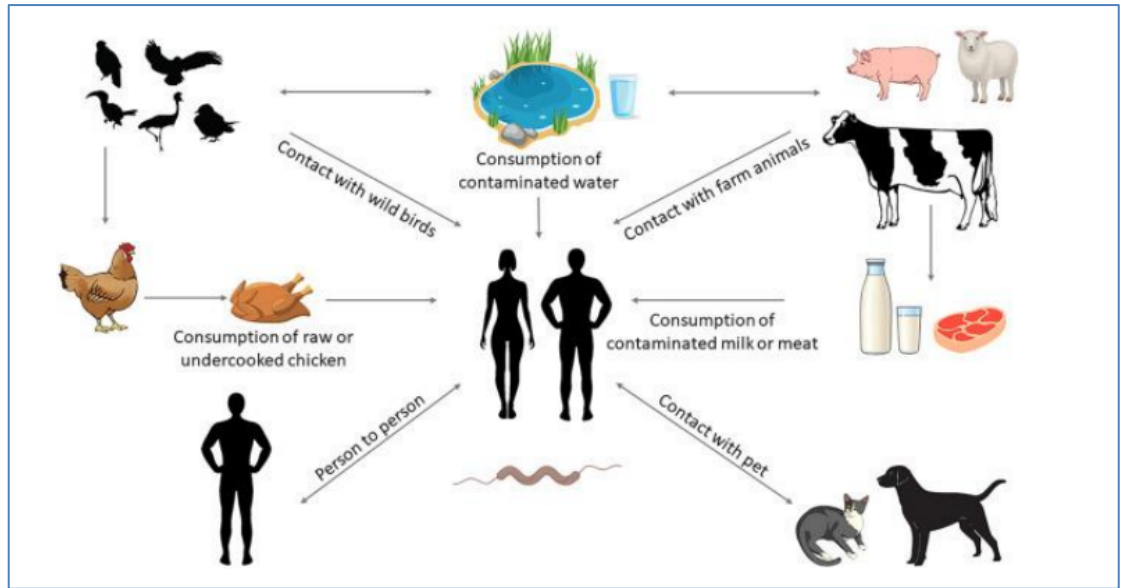 Consumption of
contaminated water
Contact with wild birds
Contact with farm animals
Consumption of raw or
undercooked chicken
Consumption of
contaminated milk or meat
Person to person
Contact with pet